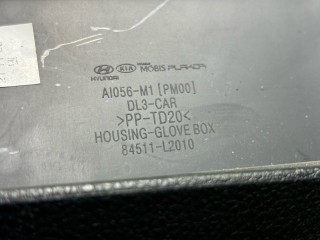 HYUNDAI KIA MOBIS PLAKOR
AI056-M1 [PM00]
DL3-CAR
>PP-TD20<
HOUSING-GLOVE BOX
84511-L2010